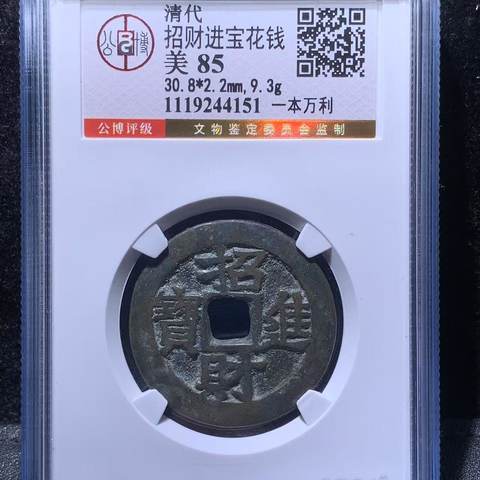 清代
招财进宝花钱
美 85
30.8*2.2mm,9.3g
1119244151 一本万利
公博
公博评级
文物鉴定委员会监制
招
寶 進
財